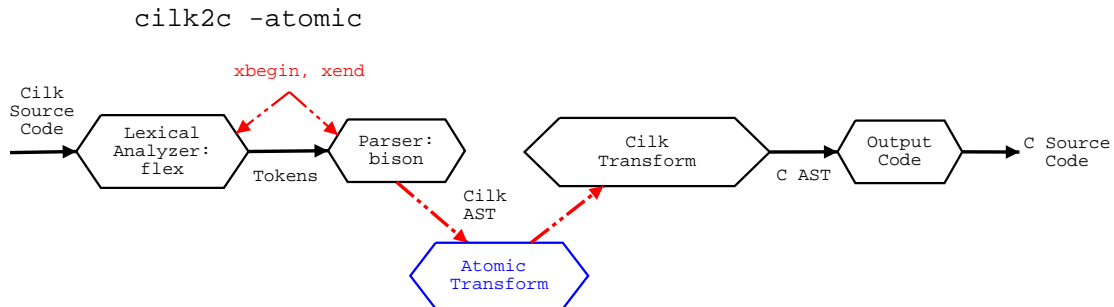 cilk2c -atomic
xbegin, xend
Cilk
Source
Code
Lexical
Analyzer:
flex
Tokens
Parser:
bison
Cilk
AST
Atomic
Transform
Cilk
Transform
C AST
Output
Code
C Source
Code